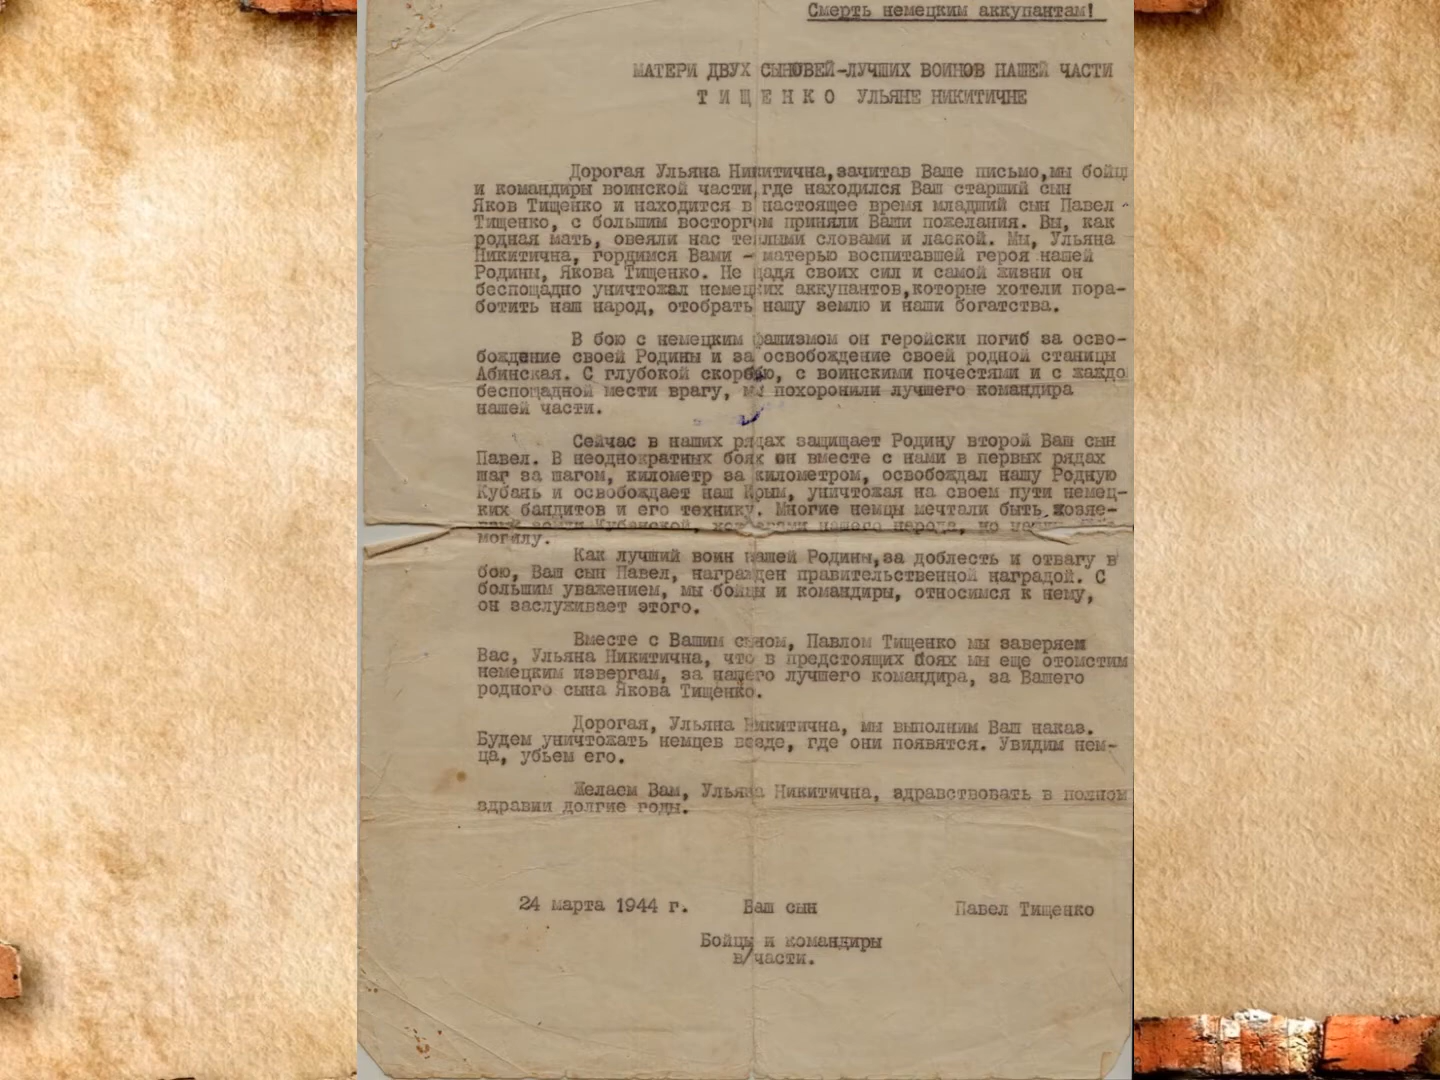 Смерть немецким аккупантам!
МАТЕРИ ДВУХ СЫНОВЕЙ-ЛУЧШИХ ВОИНОВ НАШЕЙ ЧАСТИ
Т И Щ Е Н К О УЛЬЯНЕ НИКИТИЧНЕ
Дорогая Ульяна Никитична,зачитав Ваше письмо,мы бойцы
и командиры воинской части,где находился Ваш старший сын
Яков Тищенко и находится в настоящее время младший сын Павел -
Тищенко, с большим восторгом приняли Ваши пожелания. Вы, как
родная мать, овеяли нас теплыми словами и лаской. Мы, Ульяна
Никитична, гордимся Вами - матерью воспитавшей героя нашей
Родины, Якова Тищенко. Не щадя своих сил и самой жизни он
беспощадно уничтожал немецких аккупантов,которые хотели пора-
ботить наш народ, отобрать нашу землю и наши богатства.
В бою с немецким фашизмом он геройски погиб за осво-
бождение своей Родины и за освобождение своей родной станицы
Абинская. С глубокой скорбью, с воинскими почестями и с жаждо
беспощадной мести врагу, мы похоронили лучшего командира
нашей части.
Сейчас в наших рядах защищает Родину второй Ваш сын
Павел. В неоднократных боях он вместе с нами в первых рядах
шаг за шагом, километр за километром, освобождал нашу Родную
Кубань и освобождает наш Крым, уничтожая на своем пути немец-
ких бандитов и его технику. Многие немцы мечтали быть хозяе-
Кубанской, нашего народа, но
могилу.
Как лучший воин нашей Родины,за доблесть и отвагу в
бою, Ваш сын Павел, награжден правительственной наградой. С
большим уважением, мы бойцы и командиры, относимся к нему,
он заслуживает этого.
Вместе с Вашим сыном, Павлом Тищенко мы заверяем
Вас, Ульяна Никитична, что в предстоящих боях мы еще отомстим
немецким извергам, за нашего лучшего командира, за Вашего
родного сына Якова Тищенко.
Дорогая, Ульяна Никитична, мы выполним Ваш наказ.
Будем уничтожать немцев везде, где они появятся. Увидим нем-
ца, убьем его.
Желаем Вам, Ульяна Никитична, здравствовать в полном
здравии долгие годы.
24 марта 1944 г. Ваш сын Павел Тищенко
Бойцы и командиры
в/части.